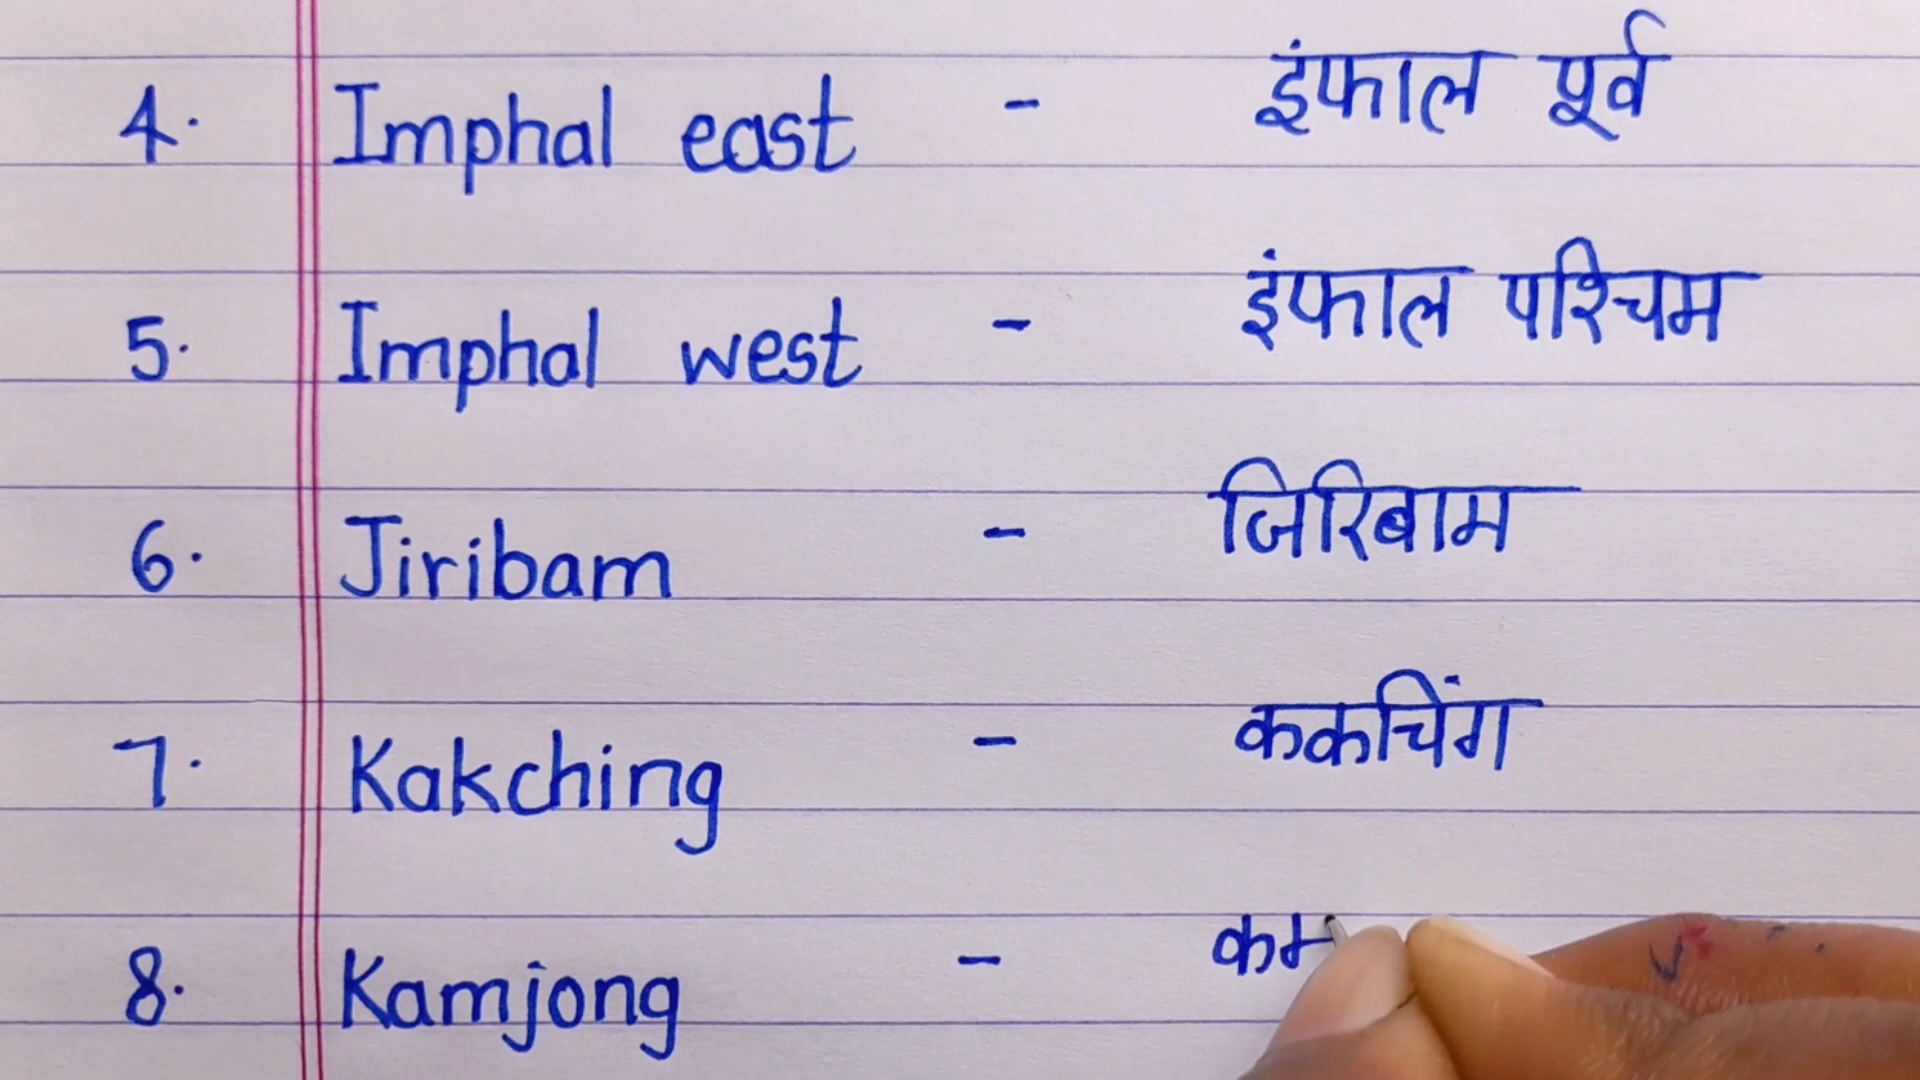 4. Imphal east - इंफाल पूर्व
5. Imphal west - इंफाल पश्चिम
6. Jiribam - जिरिबाम
7. Kakching - ककचिंग
8. Kamjong - कम